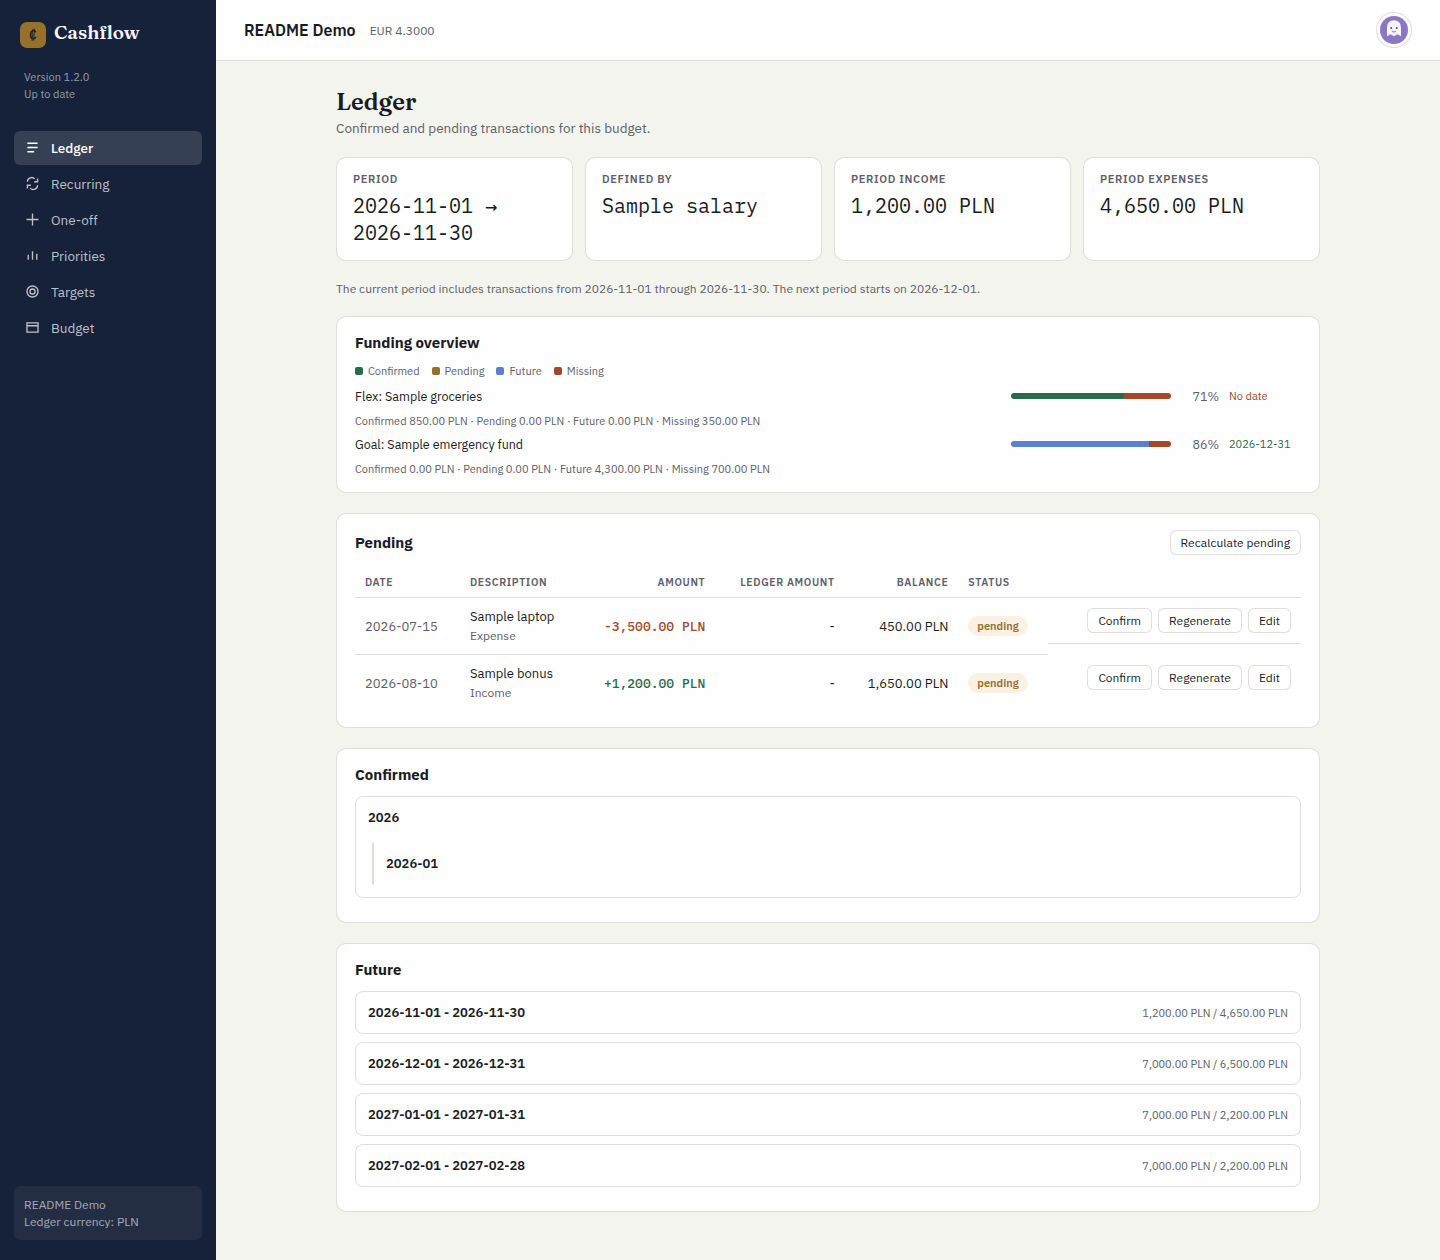 ₵ Cashflow
Version 1.2.0
Up to date
Ledger
Recurring
One-off
Priorities
Targets
Budget
README Demo
Ledger currency: PLN
README Demo EUR 4.3000
Ledger
Confirmed and pending transactions for this budget.
PERIOD
2026-11-01 →
2026-11-30
DEFINED BY
Sample salary
PERIOD INCOME
1,200.00 PLN
PERIOD EXPENSES
4,650.00 PLN
The current period includes transactions from 2026-11-01 through 2026-11-30. The next period starts on 2026-12-01.
Funding overview
Confirmed Pending Future Missing
Flex: Sample groceries 71% No date
Confirmed 850.00 PLN · Pending 0.00 PLN · Future 0.00 PLN · Missing 350.00 PLN
Goal: Sample emergency fund 86% 2026-12-31
Confirmed 0.00 PLN · Pending 0.00 PLN · Future 4,300.00 PLN · Missing 700.00 PLN
Pending Recalculate pending
DATE DESCRIPTION AMOUNT LEDGER AMOUNT BALANCE STATUS
2026-07-15 Sample laptop -3,500.00 PLN - 450.00 PLN pending Confirm Regenerate Edit
Expense
2026-08-10 Sample bonus +1,200.00 PLN - 1,650.00 PLN pending Confirm Regenerate Edit
Income
Confirmed
2026
2026-01
Future
2026-11-01 - 2026-11-30 1,200.00 PLN / 4,650.00 PLN
2026-12-01 - 2026-12-31 7,000.00 PLN / 6,500.00 PLN
2027-01-01 - 2027-01-31 7,000.00 PLN / 2,200.00 PLN
2027-02-01 - 2027-02-28 7,000.00 PLN / 2,200.00 PLN